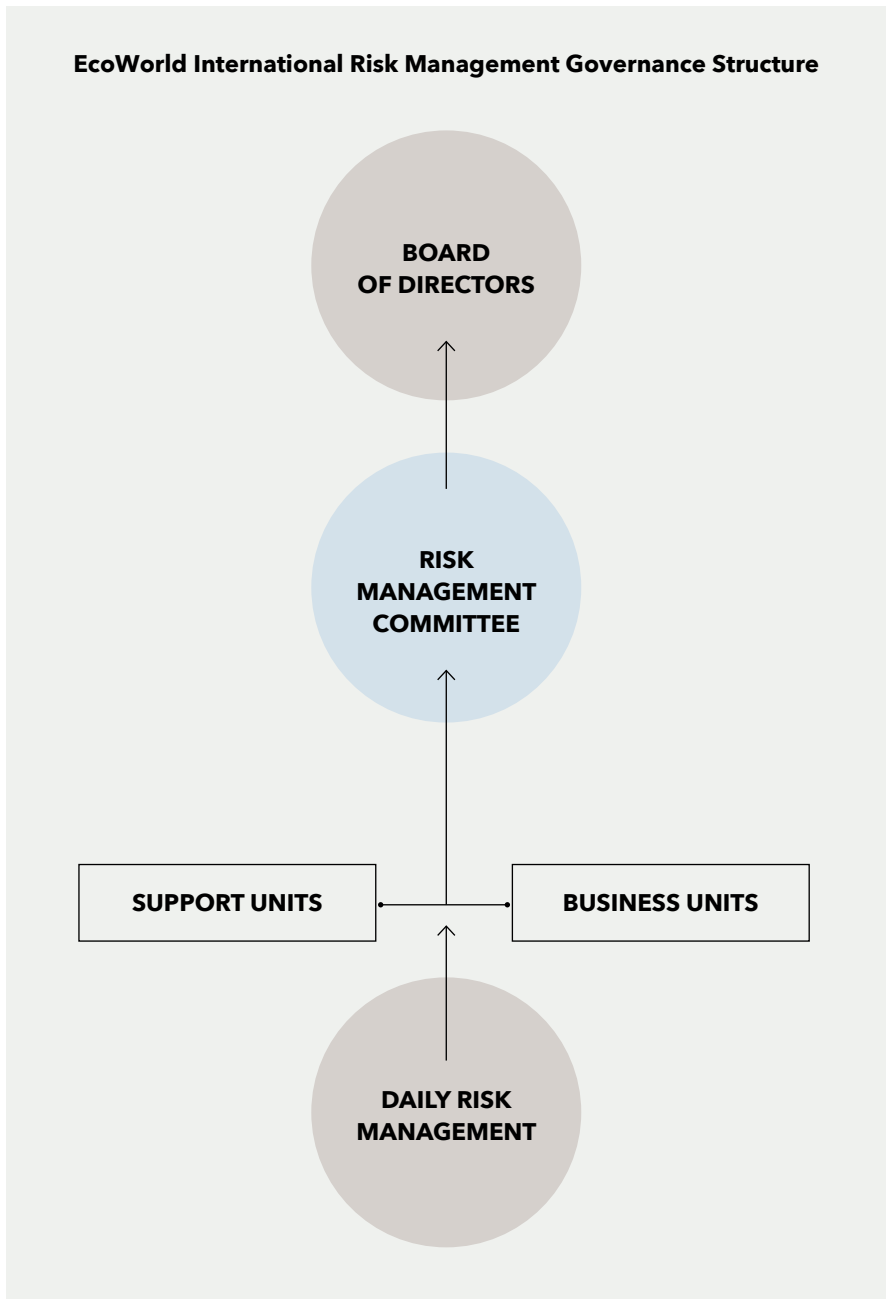 EcoWorld International Risk Management Governance Structure
BOARD
OF DIRECTORS
RISK
MANAGEMENT
COMMITTEE
SUPPORT UNITS
BUSINESS UNITS
DAILY RISK
MANAGEMENT